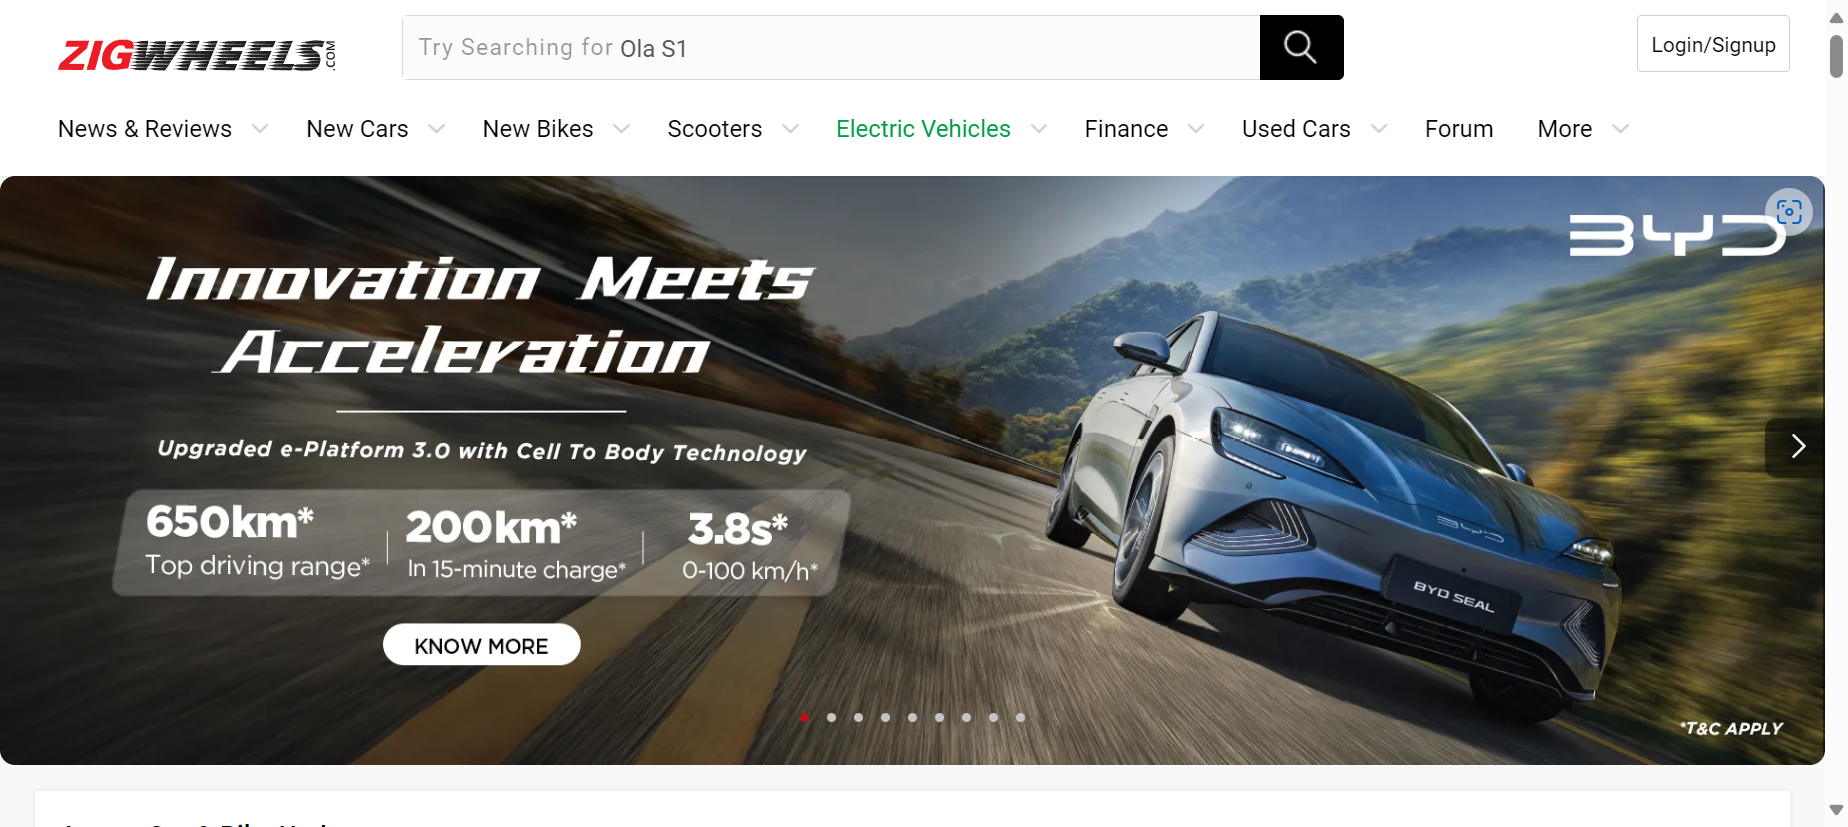 ZIGWHEELS.COM
Try Searching for Ola S1
Login/Signup
News & Reviews
New Cars
New Bikes
Scooters
Electric Vehicles
Finance
Used Cars
Forum
More
BYD
Innovation Meets
Acceleration
Upgraded e-Platform 3.0 with Cell To Body Technology
650km*
Top driving range*
200km*
In 15-minute charge*
3.8s*
0-100 km/h*
KNOW MORE
BYD
BYD SEAL
*T&C APPLY